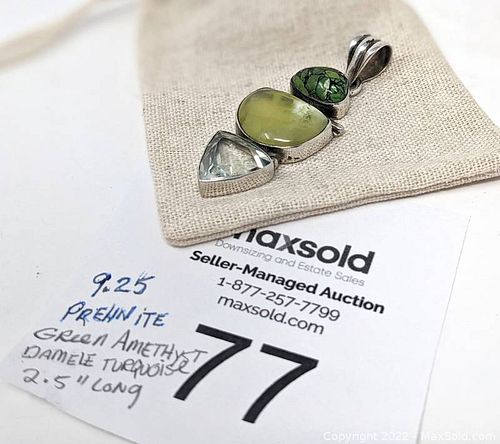 maxsold
Downsizing and Estate Sales
Seller-Managed Auction
1-877-257-7799
maxsold.com
77
9.25
PREHNITE
GREEN AMETHYST
DAMELE TURQUOISE
2.5" LONG
Copyright 2022 - MaxSold.com